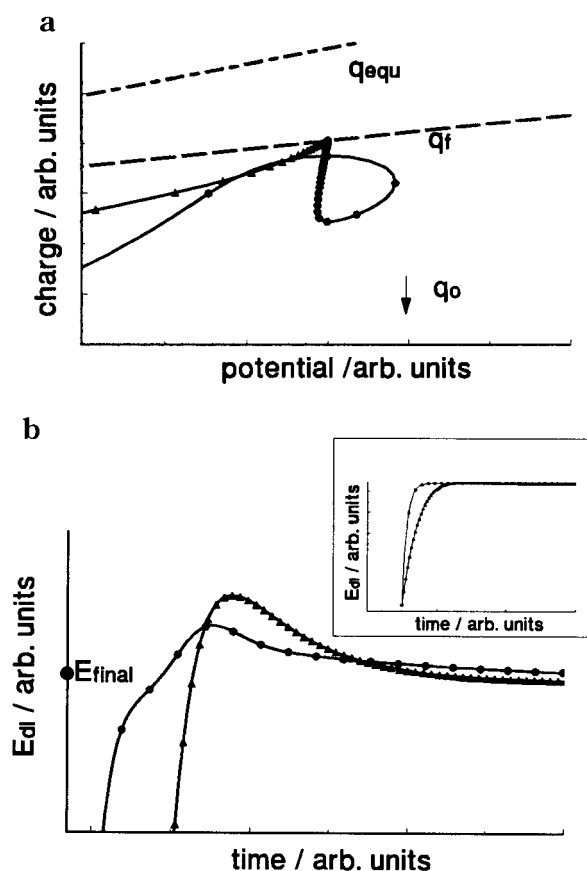 a
charge / arb. units
qequ
qf
qo
potential /arb. units
b
Edl / arb. units
Efinal
time / arb. units
Edl / arb. units
time / arb. units